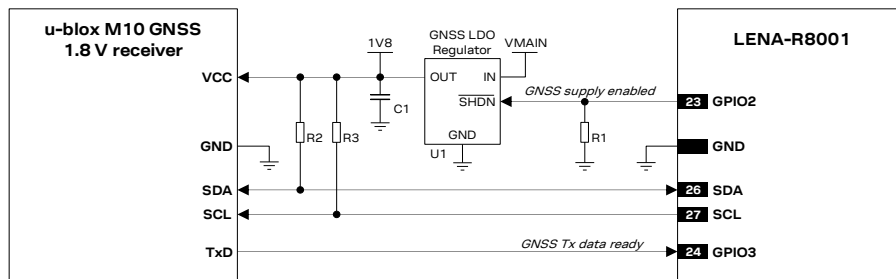 u-blox M10 GNSS
1.8 V receiver
VCC
GND
SDA
SCL
TxD
R2
R3
1V8
C1
GNSS LDO
Regulator
OUT
IN
SHDN
GND
U1
VMAIN
GNSS supply enabled
R1
GNSS Tx data ready
LENA-R8001
23 GPIO2
GND
26 SDA
27 SCL
24 GPIO3